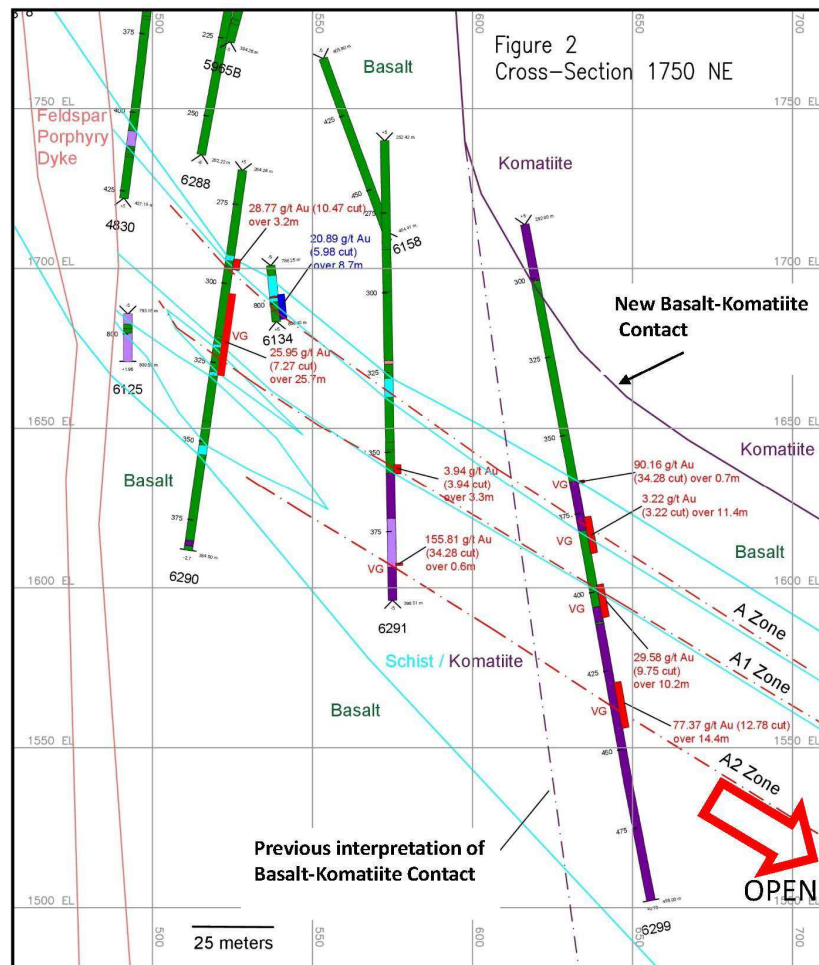 500
550
600
650
700
Figure 2
Cross-Section 1750 NE
375
225
5965B
Basalt
1750 EL
Feldspar
Porphyry
Dyke
400
250
425
Komatiite
425
4830
6288
275
450
275
6158
28.77 g/t Au (10.47 cut)
over 3.2m
20.89 g/t Au
(5.98 cut)
over 8.7m
1700 EL
300
300
300
New Basalt-Komatiite
Contact
800
800
6134
VG
25.95 g/t Au
(7.27 cut)
over 25.7m
325
325
325
6125
1650 EL
350
350
350
Komatiite
Basalt
3.94 g/t Au
(3.94 cut)
over 3.3m
90.16 g/t Au
(34.28 cut) over 0.7m
VG
3.22 g/t Au
(3.22 cut) over 11.4m
375
375
375
VG
155.81 g/t Au
(34.28 cut)
over 0.6m
VG
Basalt
6290
1600 EL
400
VG
6291
A Zone
Schist / Komatiite
29.58 g/t Au
(9.75 cut)
over 10.2m
A1 Zone
425
Basalt
VG
77.37 g/t Au (12.78 cut)
over 14.4m
1550 EL
450
A2 Zone
475
Previous interpretation of
Basalt-Komatiite Contact
OPEN
1500 EL
25 meters
6299
500
550
600
650
700